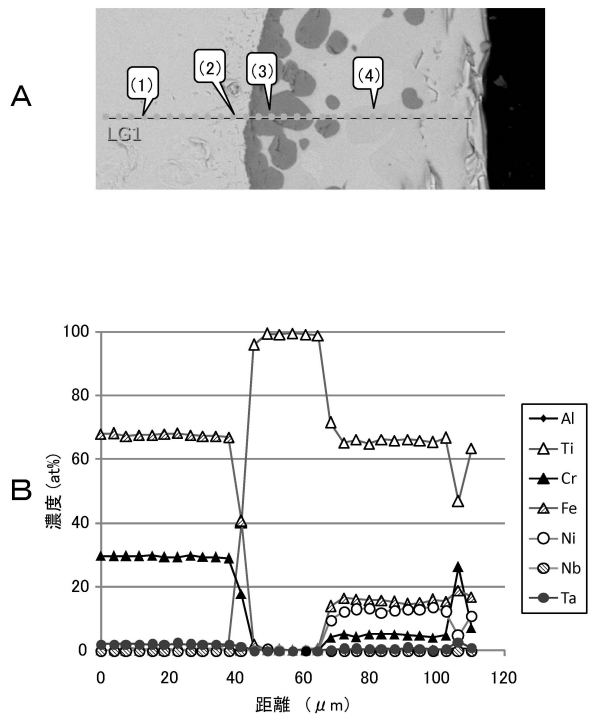 A
(1)
(2)
(3)
(4)
LG1
B
濃度 (at%)
100
80
60
40
20
0
0 20 40 60 80 100 120
距離 (μm)
Al
Ti
Cr
Fe
Ni
Nb
Ta